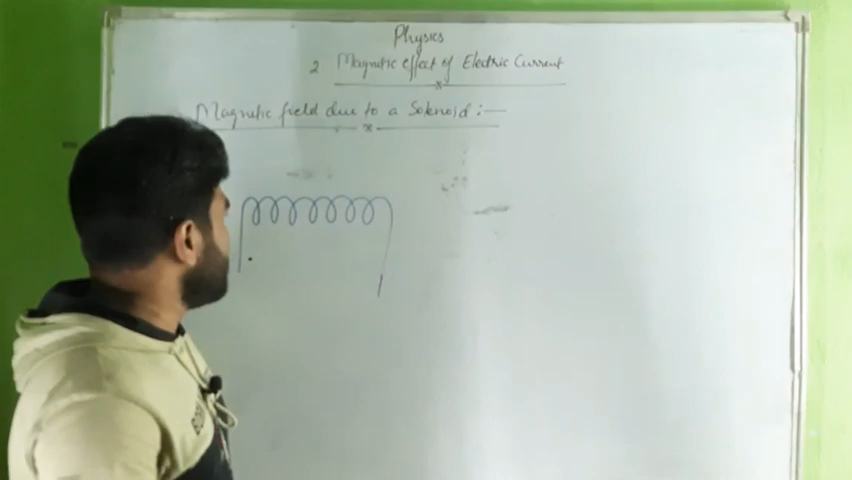 Physics
2 Magnetic effect of Electric Current
Magnetic field due to a Solenoid :—